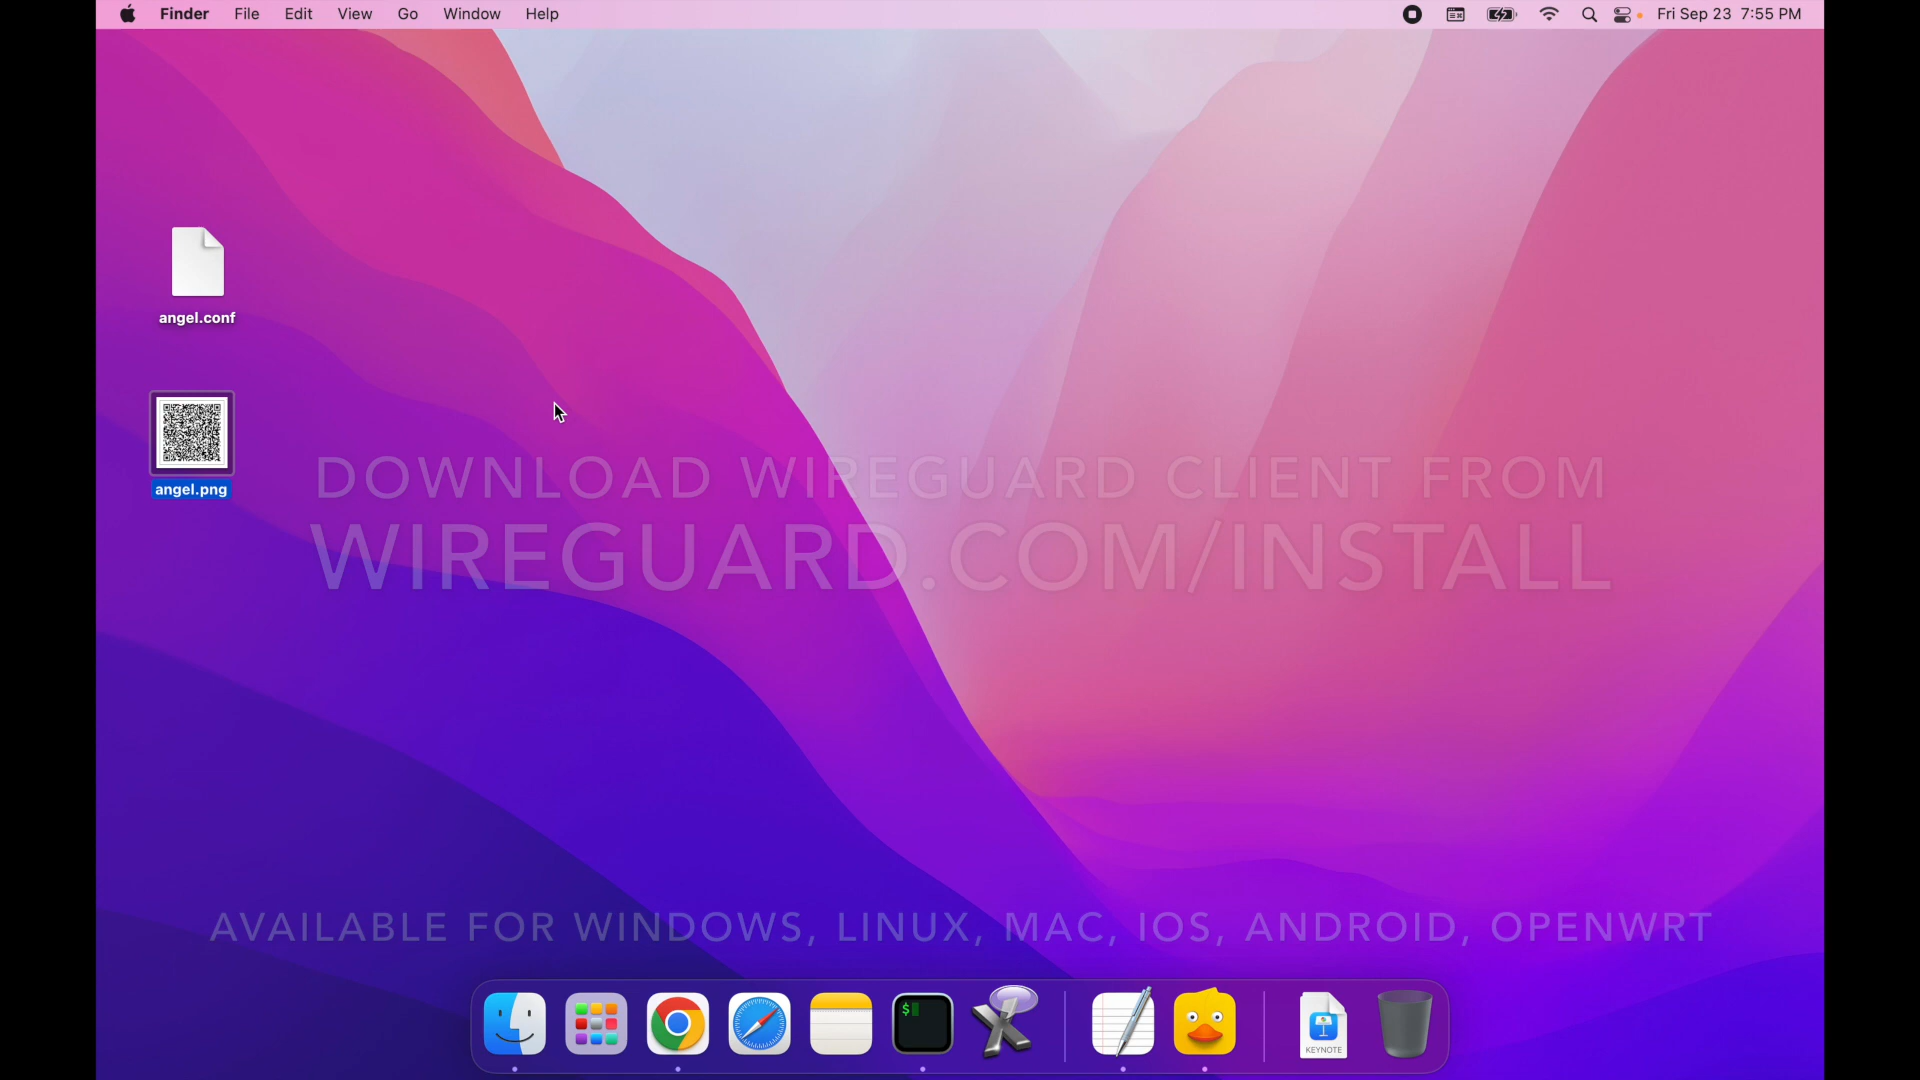 Finder File Edit View Go Window Help Fri Sep 23 7:55 PM
angel.conf
angel.png
DOWNLOAD WIREGUARD CLIENT FROM
WIREGUARD.COM/INSTALL
AVAILABLE FOR WINDOWS, LINUX, MAC, IOS, ANDROID, OPENWRT
$
KEYNOTE